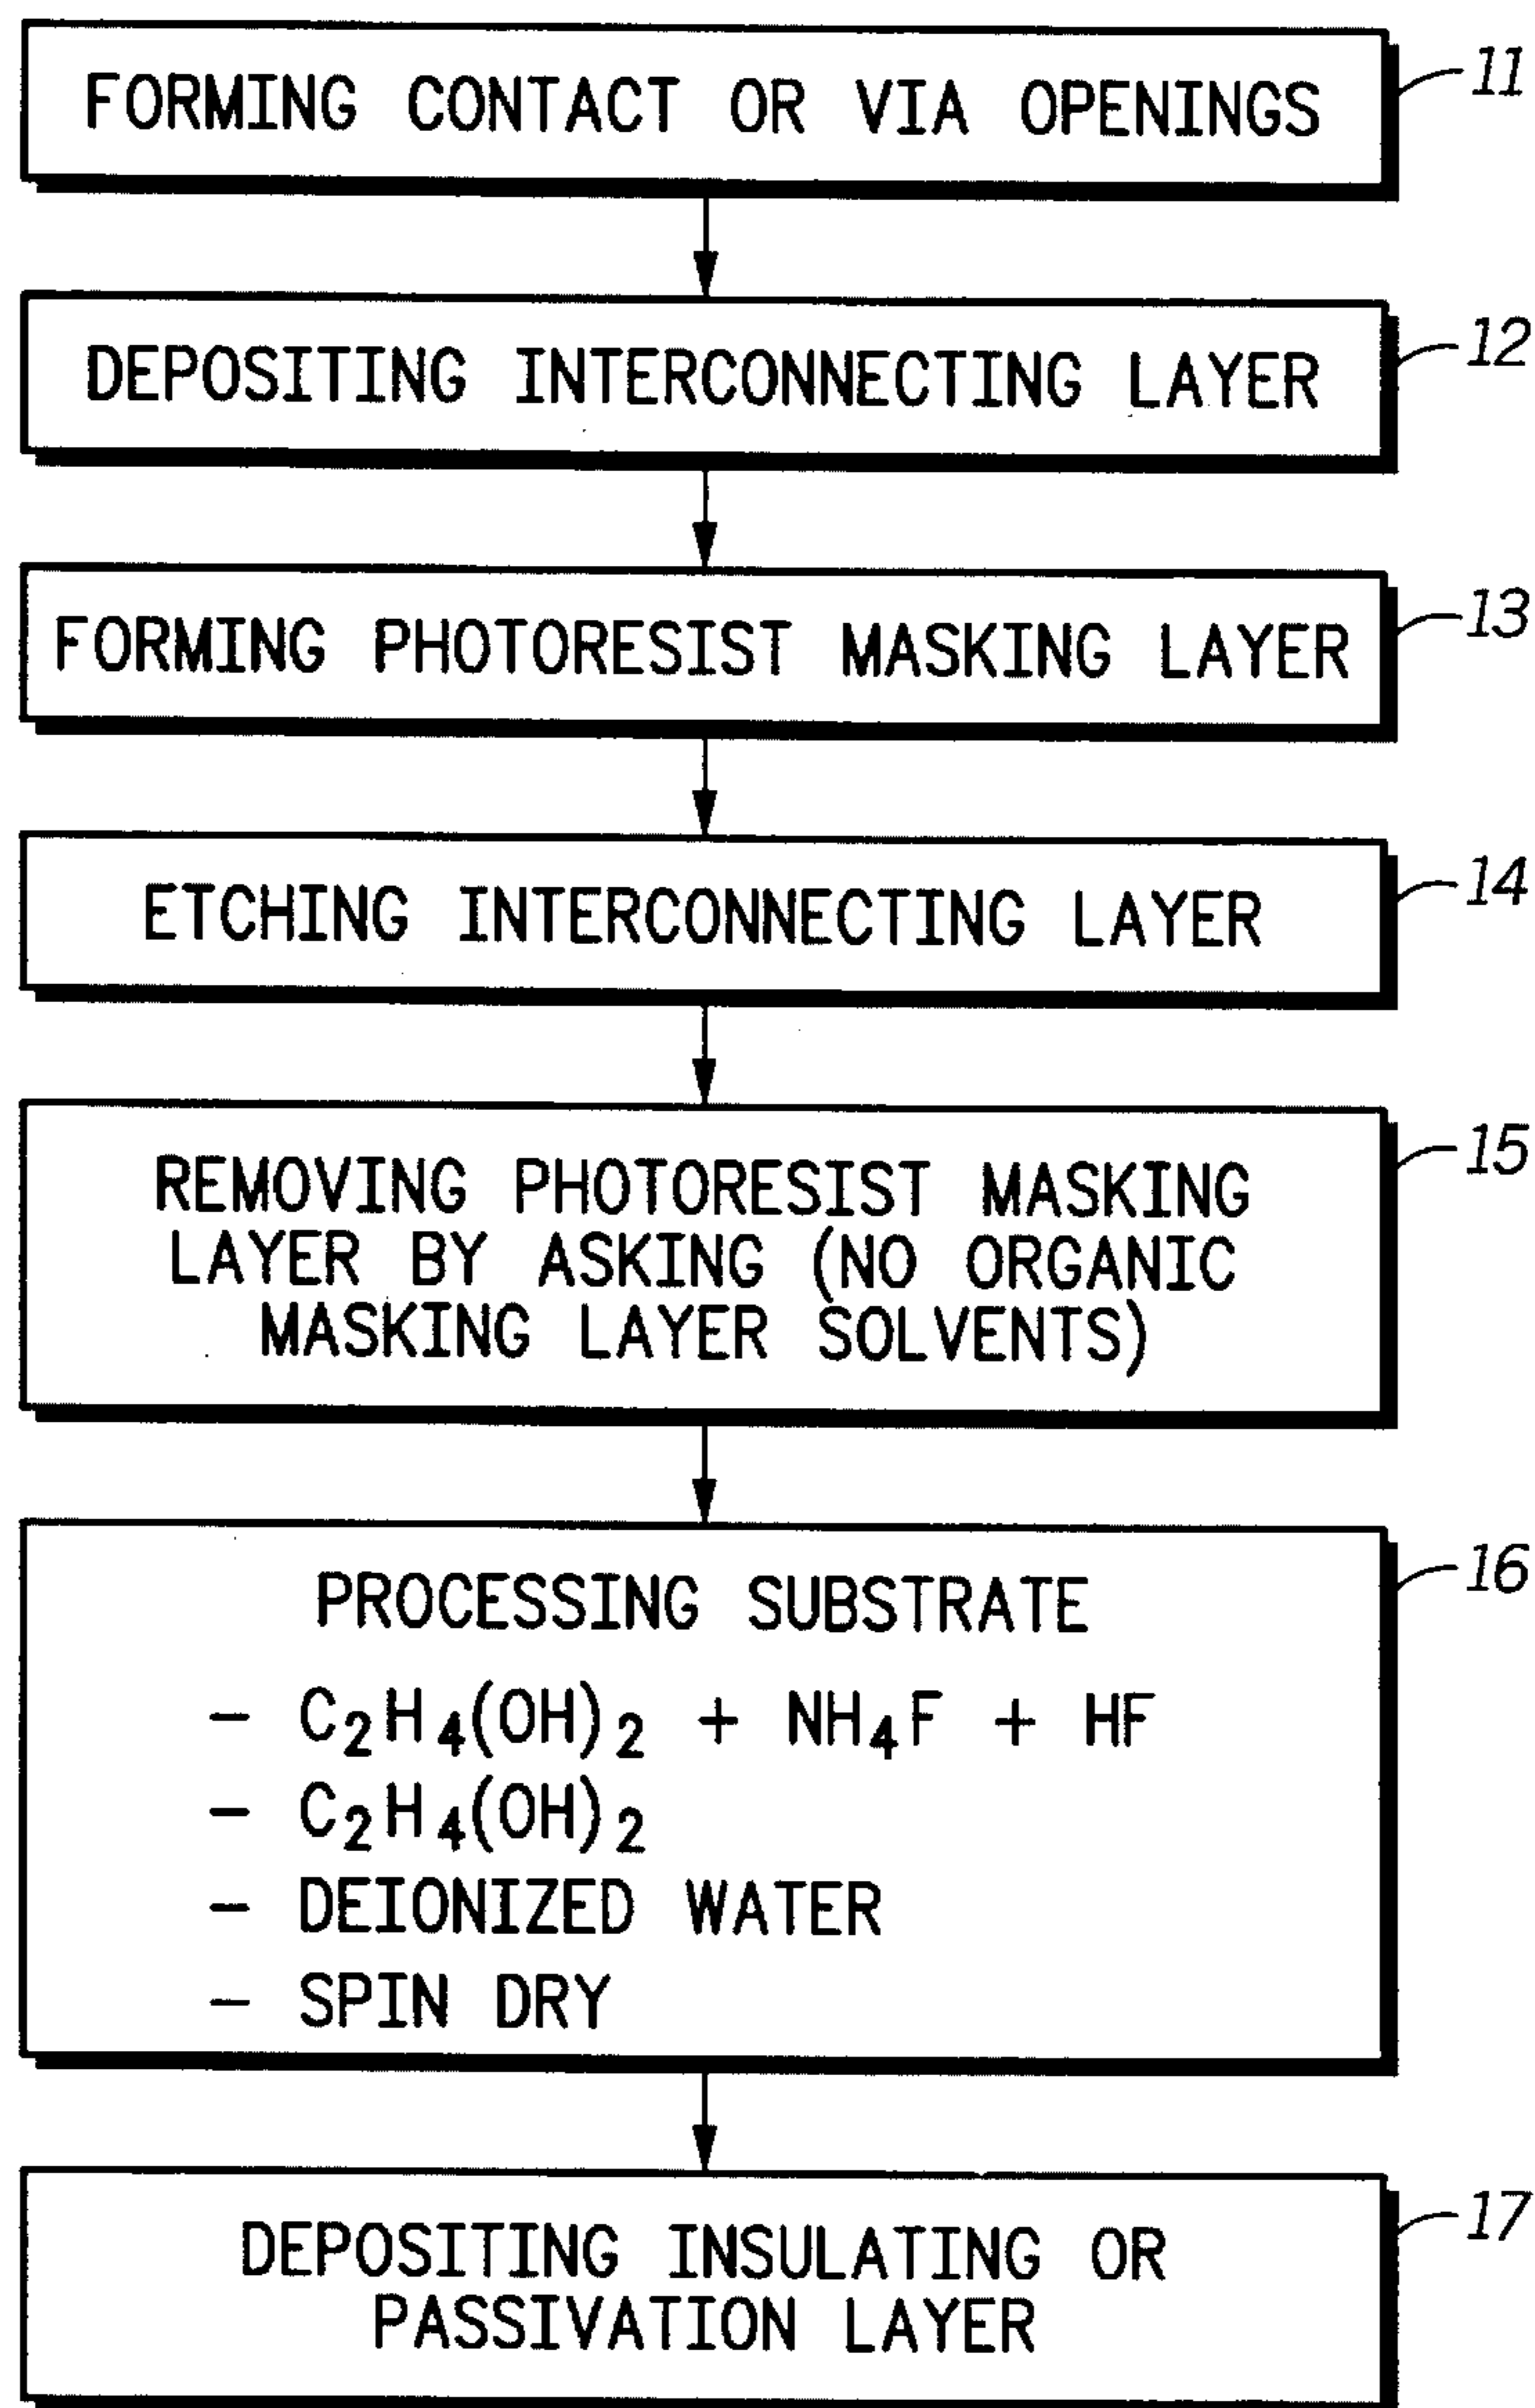 FORMING CONTACT OR VIA OPENINGS
11
DEPOSITING INTERCONNECTING LAYER
12
FORMING PHOTORESIST MASKING LAYER
13
ETCHING INTERCONNECTING LAYER
14
REMOVING PHOTORESIST MASKING
LAYER BY ASKING (NO ORGANIC
MASKING LAYER SOLVENTS)
15
PROCESSING SUBSTRATE
16
- C₂H₄(OH)₂ + NH₄F + HF
- C₂H₄(OH)₂
- DEIONIZED WATER
- SPIN DRY
DEPOSITING INSULATING OR
PASSIVATION LAYER
17